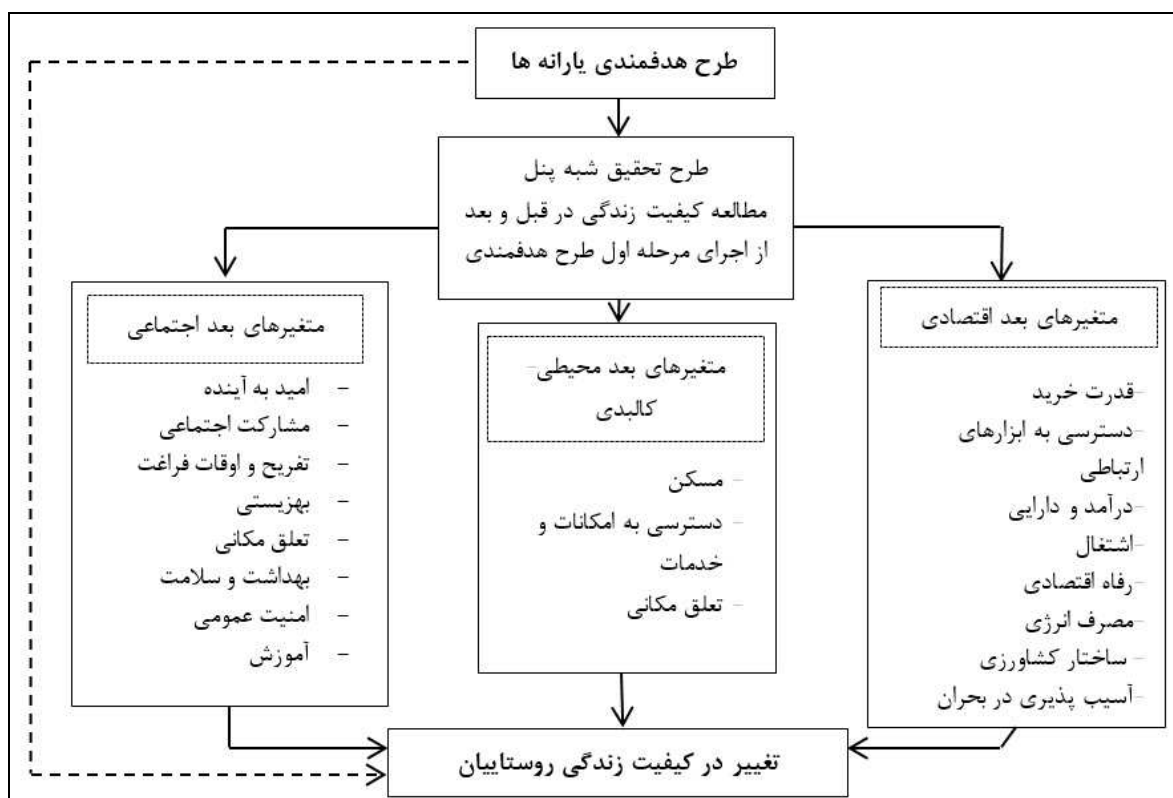 طرح هدفمندی یارانه ها
طرح تحقیق شبه پنل
مطالعه کیفیت زندگی در قبل و بعد
از اجرای مرحله اول طرح هدفمندی
متغیرهای بعد اقتصادی
-قدرت خرید
-دسترسی به ابزارهای
ارتباطی
-درآمد و دارایی
-اشتغال
-رفاه اقتصادی
-مصرف انرژی
- ساختار کشاورزی
-آسیب پذیری در بحران
متغیرهای بعد محیطی-
کالبدی
- مسکن
- دسترسی به امکانات و
خدمات
- تعلق مکانی
متغیرهای بعد اجتماعی
- امید به آینده
- مشارکت اجتماعی
- تفریح و اوقات فراغت
- بهزیستی
- تعلق مکانی
- بهداشت و سلامت
- امنیت عمومی
- آموزش
تغییر در کیفیت زندگی روستاییان